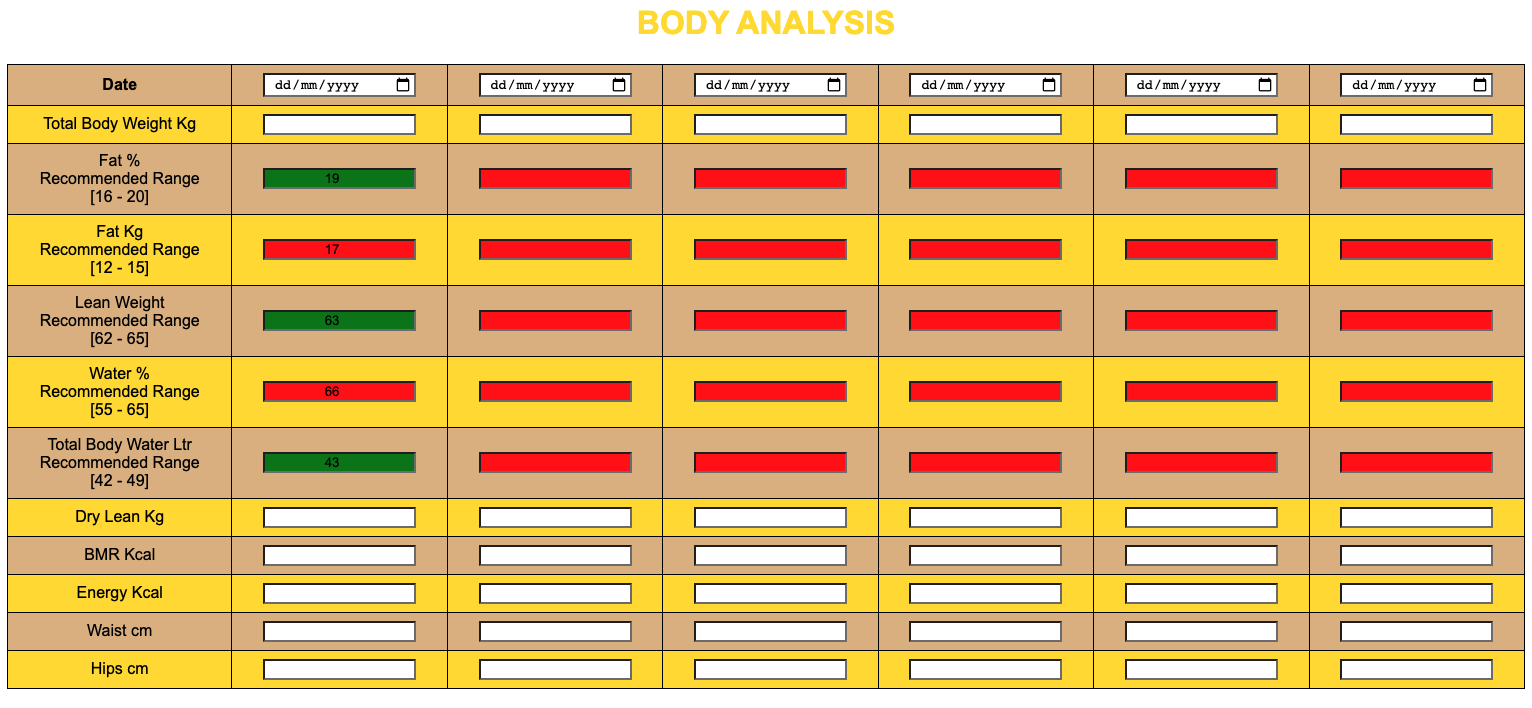 BODY ANALYSIS
Date dd/mm/yyyy dd/mm/yyyy dd/mm/yyyy dd/mm/yyyy dd/mm/yyyy dd/mm/yyyy
Total Body Weight Kg
Fat %
Recommended Range 19
[16 - 20]
Fat Kg
Recommended Range 17
[12 - 15]
Lean Weight
Recommended Range 63
[62 - 65]
Water %
Recommended Range 66
[55 - 65]
Total Body Water Ltr
Recommended Range 43
[42 - 49]
Dry Lean Kg
BMR Kcal
Energy Kcal
Waist cm
Hips cm